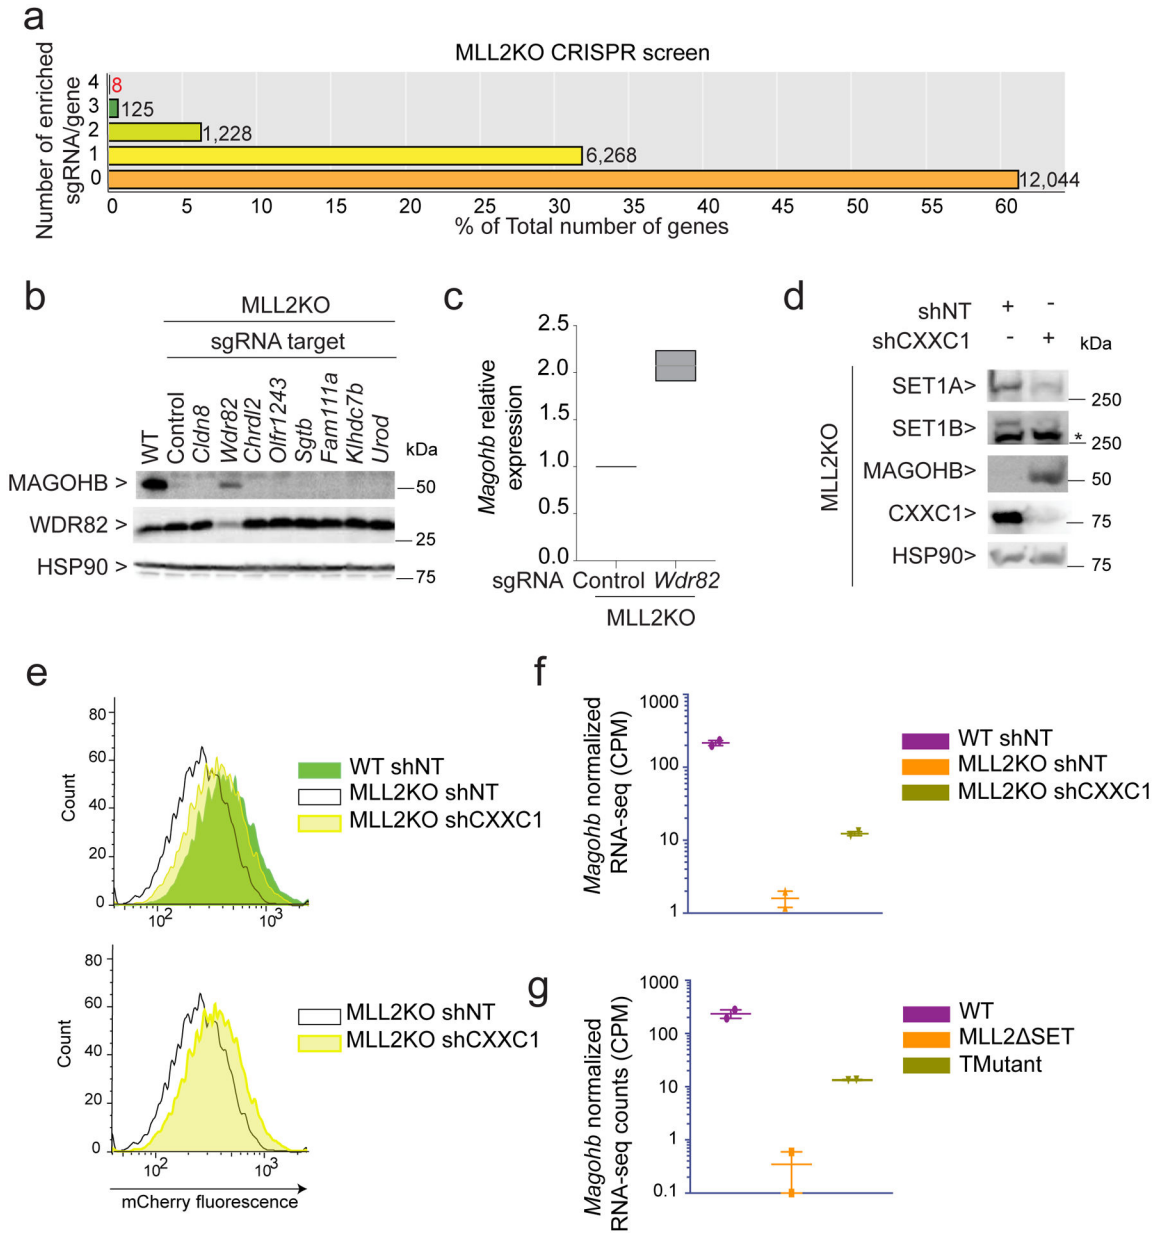 a
MLL2KO CRISPR screen
Number of enriched
sgRNA/gene
4 8
3 125
2 1,228
1 6,268
0 12,044
0 5 10 15 20 25 30 35 40 45 50 55 60
% of Total number of genes
b
MLL2KO
sgRNA target
WT Control Cldn8 Wdr82 Chrdl2 Olfr1243 Sgtb Fam111a Klhdc7b Urod kDa
MAGOHB > 50
WDR82 > 25
HSP90 > 75
c
Magohb relative
expression
2.5
2.0
1.5
1.0
0.5
0.0
sgRNA Control Wdr82
MLL2KO
d
shNT + -
shCXXC1 - + kDa
MLL2KO
SET1A> 250
SET1B> * 250
MAGOHB> 50
CXXC1> 75
HSP90> 75
e
Count
80
60
40
20
0
10² 10³
WT shNT
MLL2KO shNT
MLL2KO shCXXC1
Count
80
60
40
20
0
10² 10³
mCherry fluorescence
MLL2KO shNT
MLL2KO shCXXC1
f
Magohb normalized
RNA-seq (CPM)
1000
100
10
1
WT shNT
MLL2KO shNT
MLL2KO shCXXC1
g
Magohb normalized
RNA-seq counts (CPM)
1000
100
10
1
0.1
WT
MLL2ΔSET
TMutant